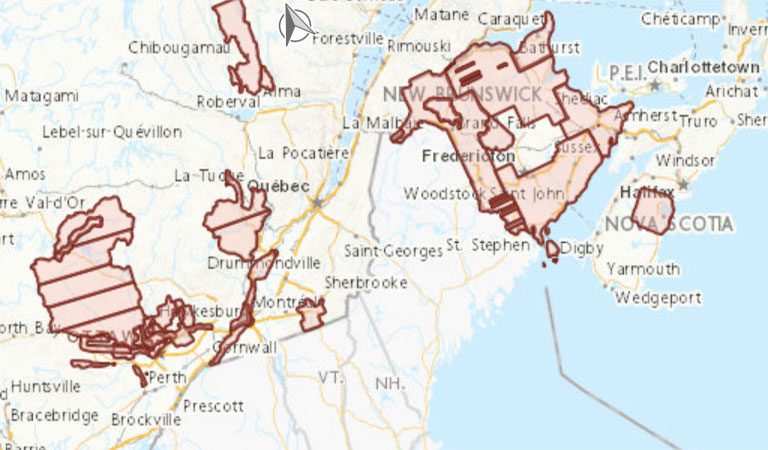 Matane
Caraquet
Chéticamp
Forestville
Rimouski
Bathurst
Chibougamau
P.E.I.
Charlottetown
Arichat
Matagami
Roberval
Alma
NEW BRUNSWICK
Shediac
Amherst
Truro
Lebel-sur-Quévillon
La Malbaie
Grand Falls
Sussex
La Pocatière
Fredericton
Windsor
Amos
La-Tuque
Québec
Woodstock
Saint John
Halifax
Val-d'Or
NOVA SCOTIA
Saint-Georges
St. Stephen
Digby
Drummondville
Yarmouth
Sherbrooke
Wedgeport
Hawkesbury
Montréal
North Bay
OTTAWA
Cornwall
Perth
VT.
NH.
Huntsville
Prescott
Bracebridge
Brockville
Barrie